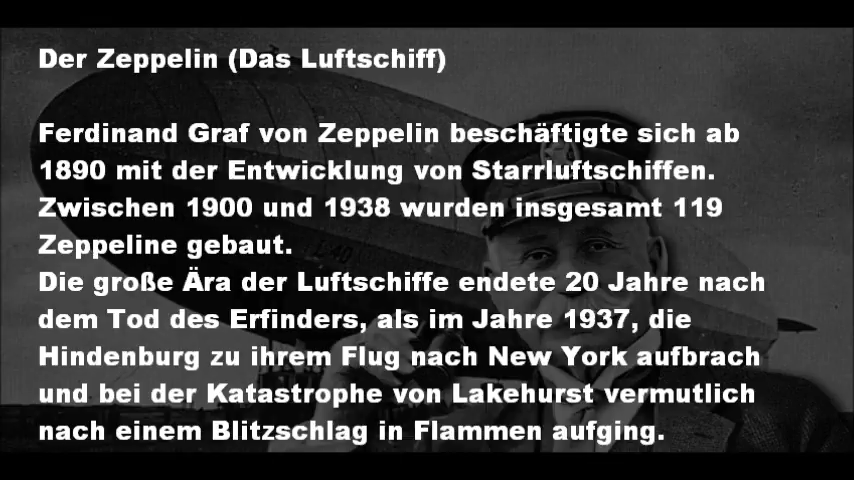 Der Zeppelin (Das Luftschiff)
Ferdinand Graf von Zeppelin beschäftigte sich ab
1890 mit der Entwicklung von Starrluftschiffen.
Zwischen 1900 und 1938 wurden insgesamt 119
Zeppeline gebaut.
Die große Ära der Luftschiffe endete 20 Jahre nach
dem Tod des Erfinders, als im Jahre 1937, die
Hindenburg zu ihrem Flug nach New York aufbrach
und bei der Katastrophe von Lakehurst vermutlich
nach einem Blitzschlag in Flammen aufging.